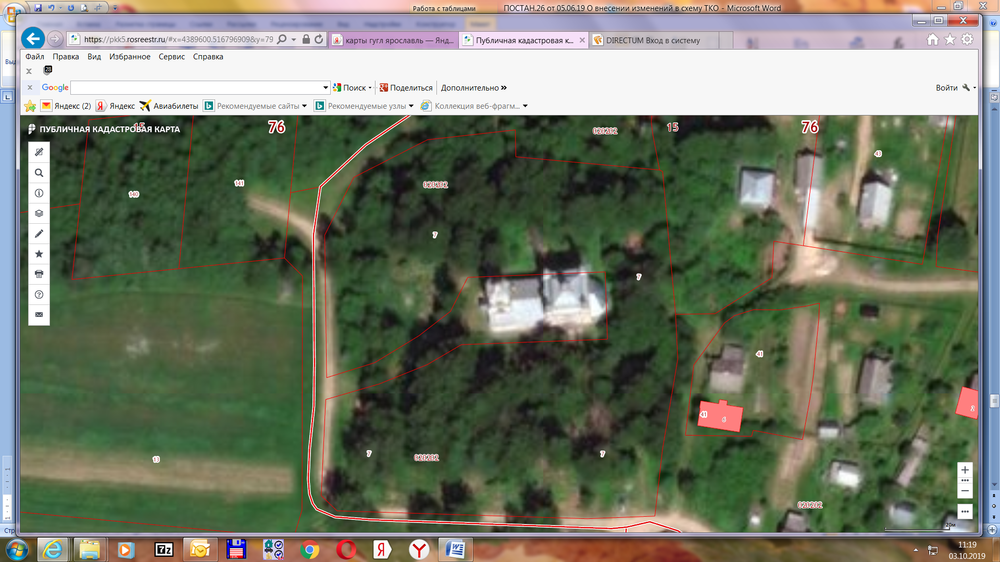 Работа с таблицами
ПОСТАН.26 от 05.06.19 О внесении изменений в схему ТКО - Microsoft Word
https://pkk5.rosreestr.ru/#x=4389600.516796909&y=79
карты гугл ярославль — Янд...
Публичная кадастровая к...
DIRECTUM Вход в систему
Файл Правка Вид Избранное Сервис Справка
28
Google
Поиск
Поделиться
Дополнительно
Войти
Яндекс (2)
Яндекс
Авиабилеты
Рекомендуемые сайты
Рекомендуемые узлы
Коллекция веб-фрагм...
ПУБЛИЧНАЯ КАДАСТРОВАЯ КАРТА
15
76
020202
15
76
43
141
020202
140
7
7
41
41
6
2
7
020202
7
13
020202
20м
Стр
7z
11:19
03.10.2019